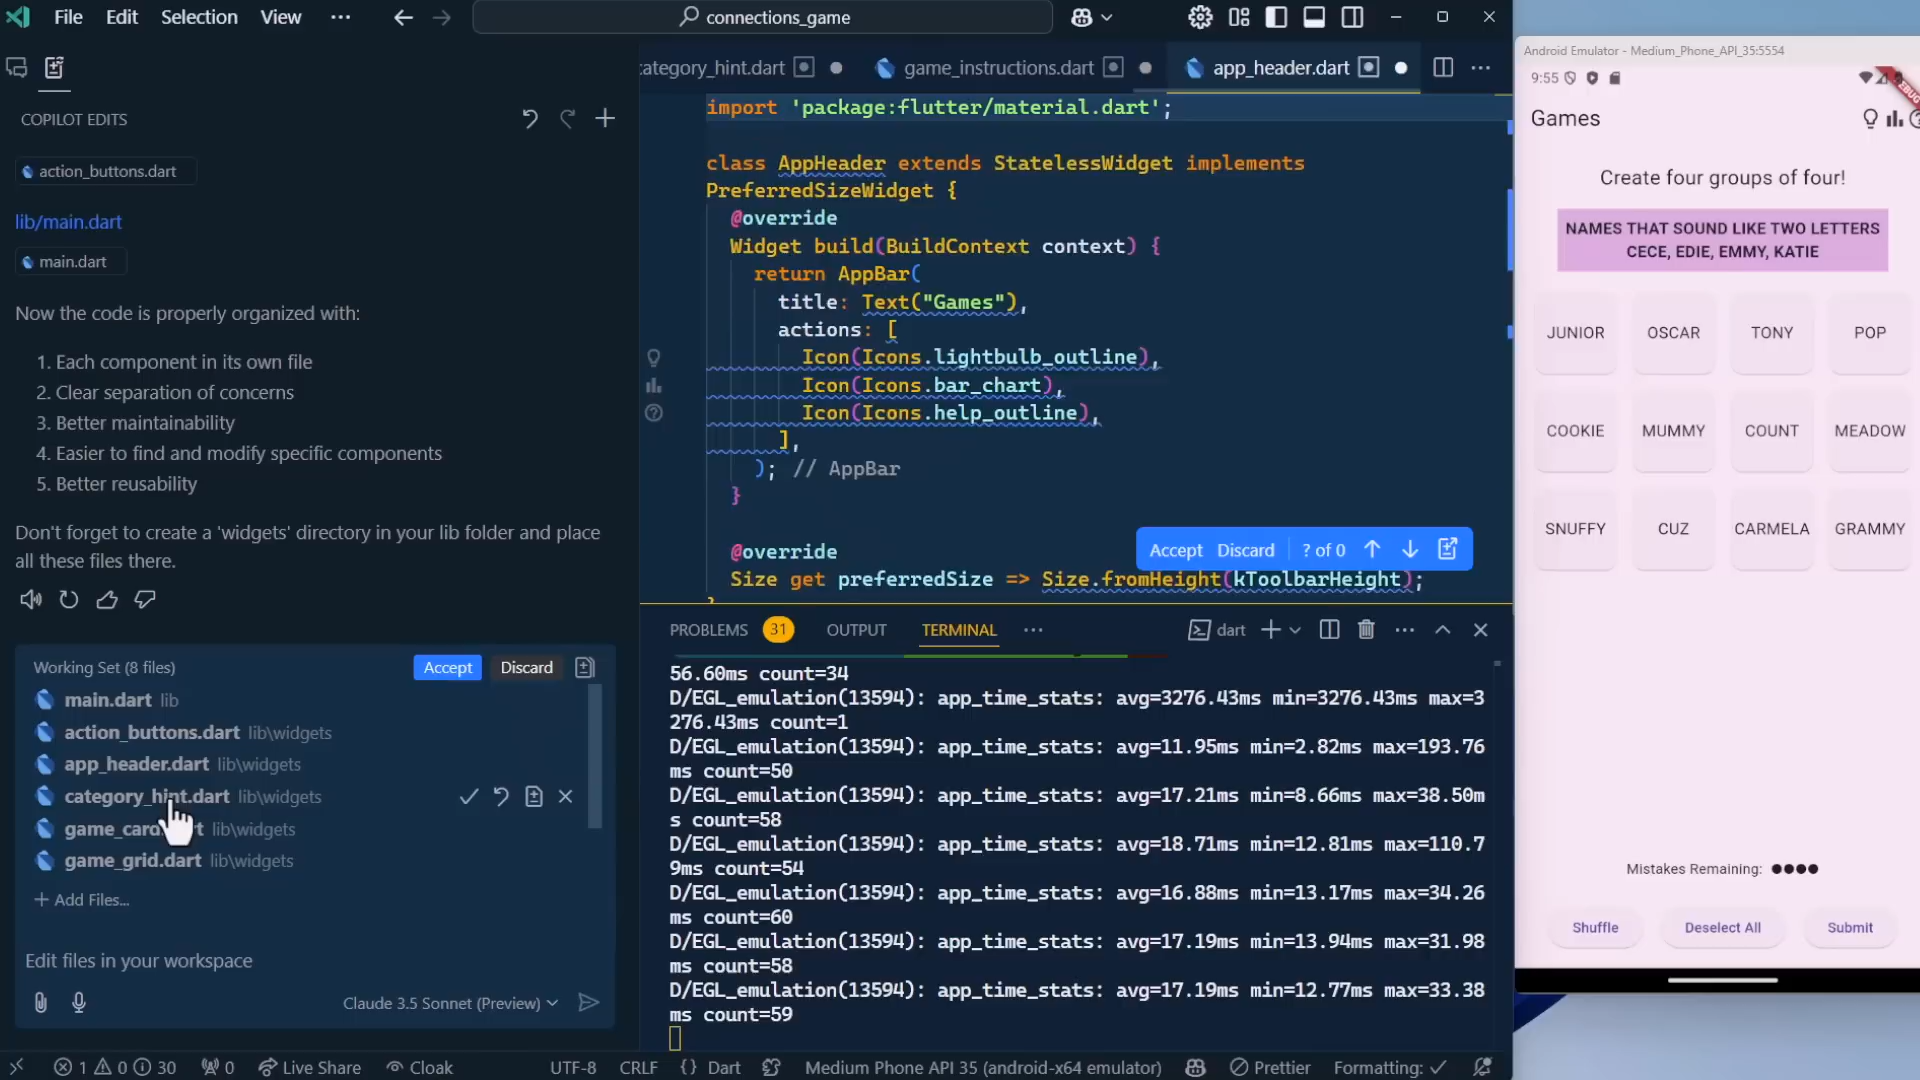 File Edit Selection View ··· connections_game
COPILOT EDITS
action_buttons.dart
lib/main.dart
main.dart
Now the code is properly organized with:
1. Each component in its own file
2. Clear separation of concerns
3. Better maintainability
4. Easier to find and modify specific components
5. Better reusability
Don't forget to create a 'widgets' directory in your lib folder and place
all these files there.
Working Set (8 files) Accept Discard
main.dart lib
action_buttons.dart lib\widgets
app_header.dart lib\widgets
category_hint.dart lib\widgets
lib\widgets
game_grid.dart lib\widgets
+ Add Files...
Edit files in your workspace
Claude 3.5 Sonnet (Preview)
ategory_hint.dart game_instructions.dart app_header.dart
import 'package:flutter/material.dart';
class AppHeader extends StatelessWidget implements
PreferredSizeWidget {
@override
Widget build(BuildContext context) {
return AppBar(
title: Text("Games"),
actions: [
Icon(Icons.lightbulb_outline),
Icon(Icons.bar_chart),
Icon(Icons.help_outline),
],
); // AppBar
}
@override
Size get preferredSize => Size.fromHeight(kToolbarHeight);
Accept Discard ? of 0
PROBLEMS 31 OUTPUT TERMINAL ··· dart
56.60ms count=34
D/EGL_emulation(13594): app_time_stats: avg=3276.43ms min=3276.43ms max=3
276.43ms count=1
D/EGL_emulation(13594): app_time_stats: avg=11.95ms min=2.82ms max=193.76
ms count=50
D/EGL_emulation(13594): app_time_stats: avg=17.21ms min=8.66ms max=38.50m
s count=58
D/EGL_emulation(13594): app_time_stats: avg=18.71ms min=12.81ms max=110.7
9ms count=54
D/EGL_emulation(13594): app_time_stats: avg=16.88ms min=13.17ms max=34.26
ms count=60
D/EGL_emulation(13594): app_time_stats: avg=17.19ms min=13.94ms max=31.98
ms count=58
D/EGL_emulation(13594): app_time_stats: avg=17.19ms min=12.77ms max=33.38
ms count=59
1 0 30 0 Live Share Cloak UTF-8 CRLF {} Dart Medium Phone API 35 (android-x64 emulator) Prettier Formatting: ✓
Android Emulator - Medium_Phone_API_35:5554
9:55
DEBUG
Games
Create four groups of four!
NAMES THAT SOUND LIKE TWO LETTERS
CECE, EDIE, EMMY, KATIE
JUNIOR OSCAR TONY POP
COOKIE MUMMY COUNT MEADOW
SNUFFY CUZ CARMELA GRAMMY
Mistakes Remaining: ●●●●
Shuffle Deselect All Submit